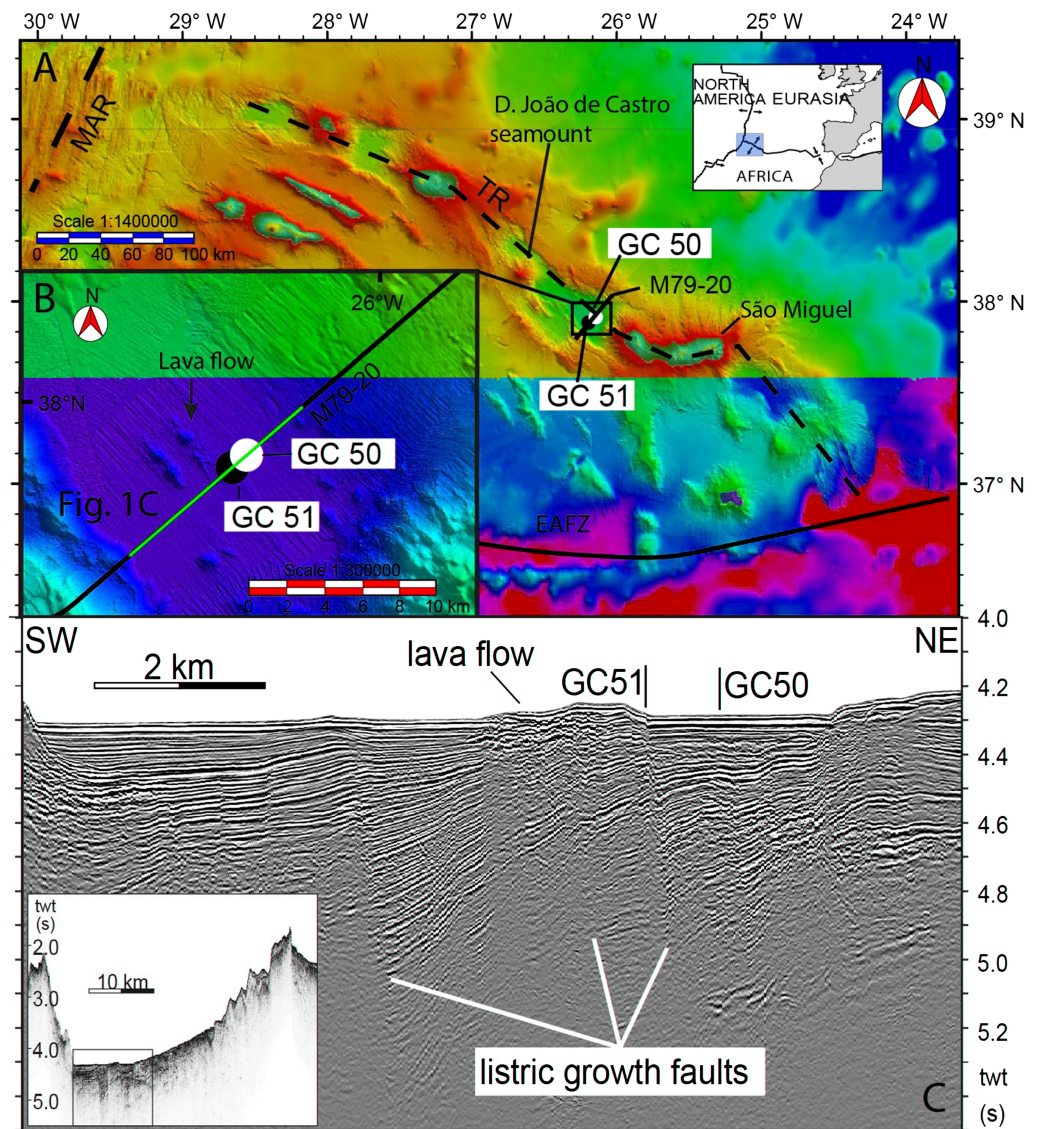 30° W 29° W 28° W 27° W 26° W 25° W 24° W
A
MAR
D. João de Castro
seamount
NORTH
AMERICA EURASIA
AFRICA
N
39° N
TR
Scale 1:1400000
0 20 40 60 80 100 km
GC 50
M79-20
38° N
São Miguel
GC 51
B
N
26°W
Lava flow
M79-20
38°N
GC 50
Fig. 1C
GC 51
37° N
EAFZ
Scale 1:300000
0 2 4 6 8 10 km
4.0
SW
NE
2 km
lava flow
GC51
GC50
4.2
4.4
4.6
4.8
5.0
5.2
twt
(s)
listric growth faults
C
twt
(s)
2.0
10 km
3.0
4.0
5.0